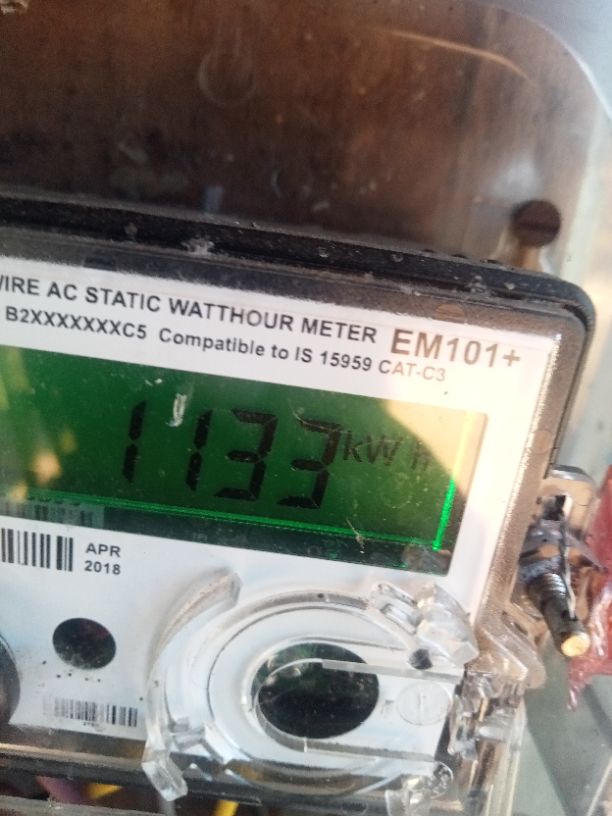 WIRE AC STATIC WATTHOUR METER EM101+
B2XXXXXXXC5 Compatible to IS 15959 CAT-C3
1133 kWh
APR
2018